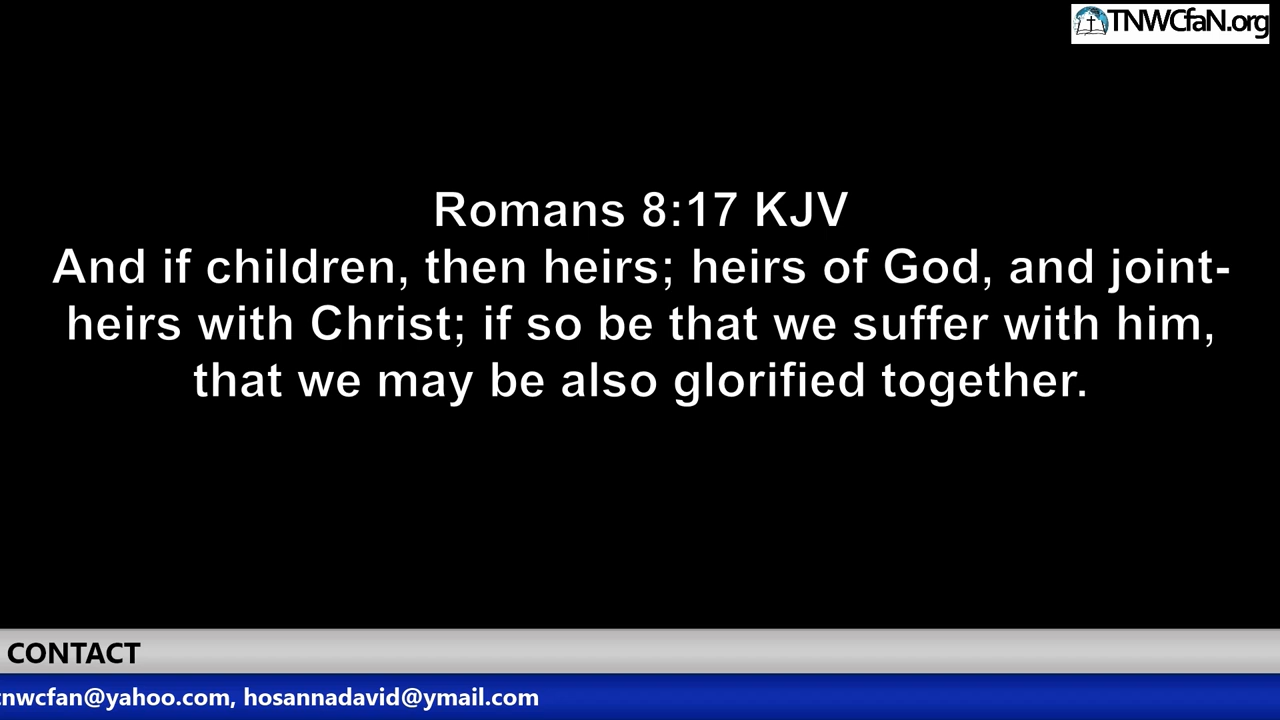 TNWCfaN.org
Romans 8:17 KJV
And if children, then heirs; heirs of God, and joint-
heirs with Christ; if so be that we suffer with him,
that we may be also glorified together.
CONTACT
nwcfan@yahoo.com, hosannadavid@ymail.com